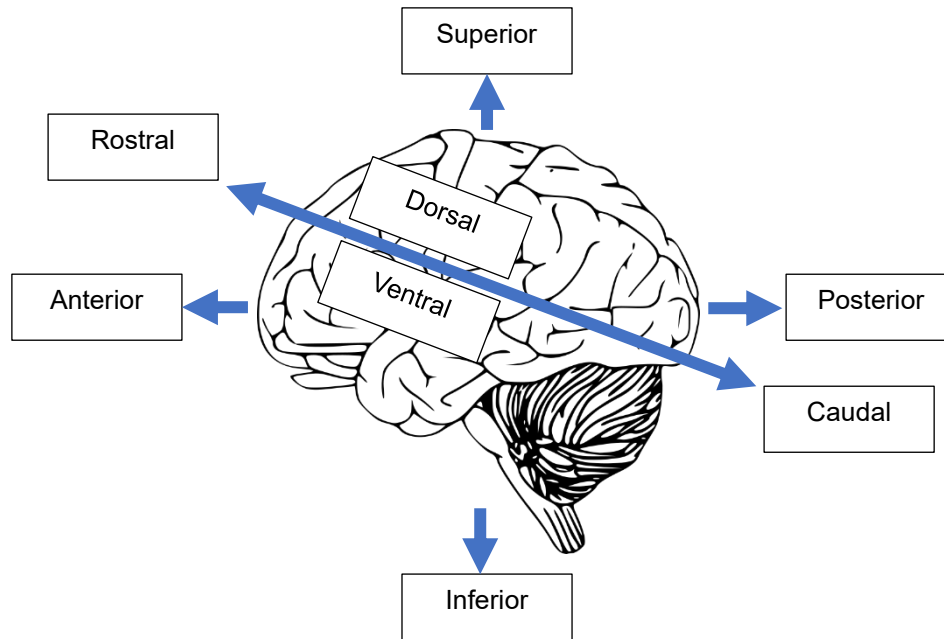 Superior
Rostral
Dorsal
Ventral
Anterior
Posterior
Caudal
Inferior